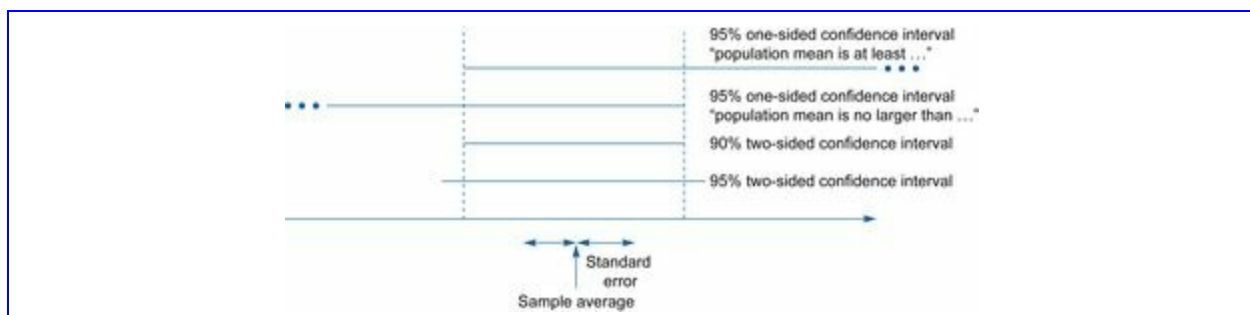 95% one-sided confidence interval
"population mean is at least …"
95% one-sided confidence interval
"population mean is no larger than …"
90% two-sided confidence interval
95% two-sided confidence interval
Standard
error
Sample average